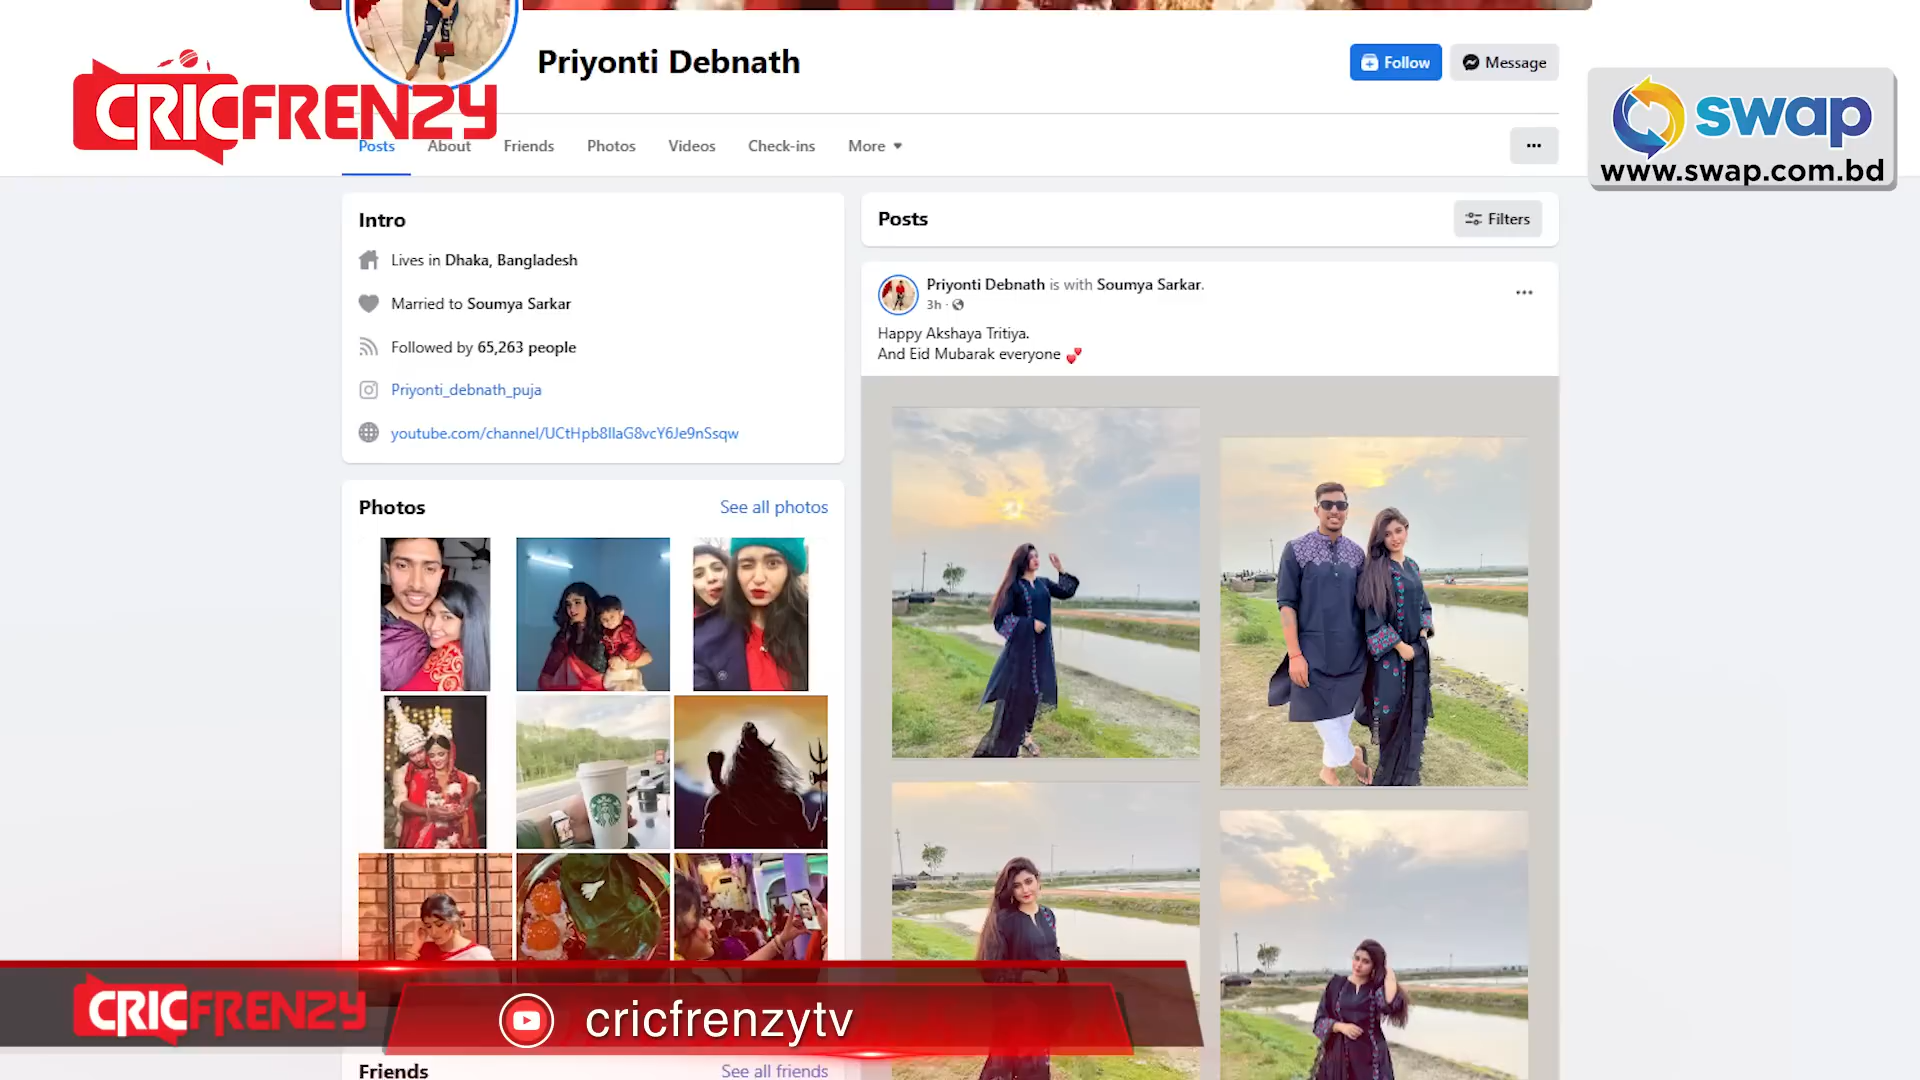 Priyonti Debnath
Follow
Message
CRICFRENZY
swap
www.swap.com.bd
Posts
About
Friends
Photos
Videos
Check-ins
More
Intro
Lives in Dhaka, Bangladesh
Married to Soumya Sarkar
Followed by 65,263 people
Priyonti_debnath_puja
youtube.com/channel/UCtHpb8llaG8vcY6Je9nSsqw
Photos
See all photos
Posts
Filters
Priyonti Debnath is with Soumya Sarkar.
3h
Happy Akshaya Tritiya.
And Eid Mubarak everyone
CRICFRENZY
cricfrenzytv
Friends
See all friends